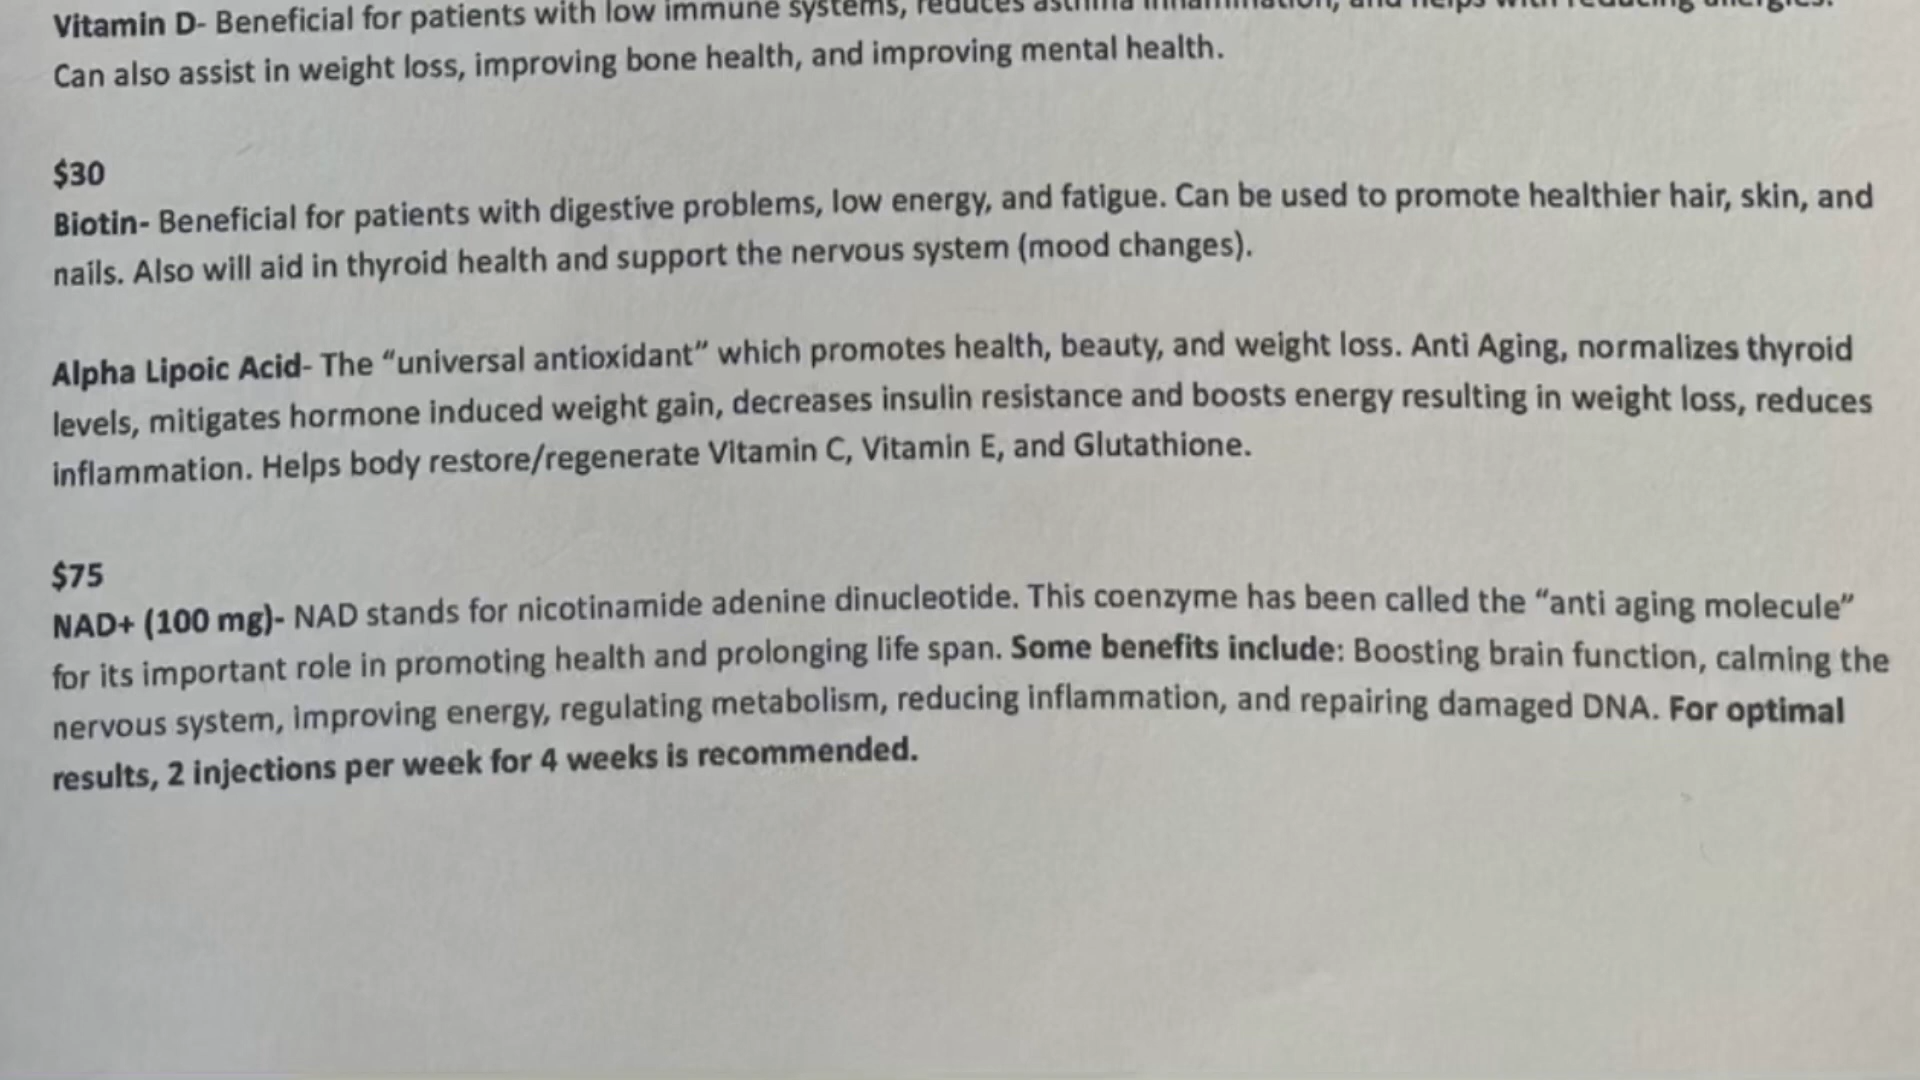 Vitamin D- Beneficial for patients with low immune systems, reduces asthma inflammation, and helps with reducing allergies.
Can also assist in weight loss, improving bone health, and improving mental health.
$30
Biotin- Beneficial for patients with digestive problems, low energy, and fatigue. Can be used to promote healthier hair, skin, and
nails. Also will aid in thyroid health and support the nervous system (mood changes).
Alpha Lipoic Acid- The “universal antioxidant” which promotes health, beauty, and weight loss. Anti Aging, normalizes thyroid
levels, mitigates hormone induced weight gain, decreases insulin resistance and boosts energy resulting in weight loss, reduces
inflammation. Helps body restore/regenerate Vitamin C, Vitamin E, and Glutathione.
$75
NAD+ (100 mg)- NAD stands for nicotinamide adenine dinucleotide. This coenzyme has been called the “anti aging molecule”
for its important role in promoting health and prolonging life span. Some benefits include: Boosting brain function, calming the
nervous system, improving energy, regulating metabolism, reducing inflammation, and repairing damaged DNA. For optimal
results, 2 injections per week for 4 weeks is recommended.